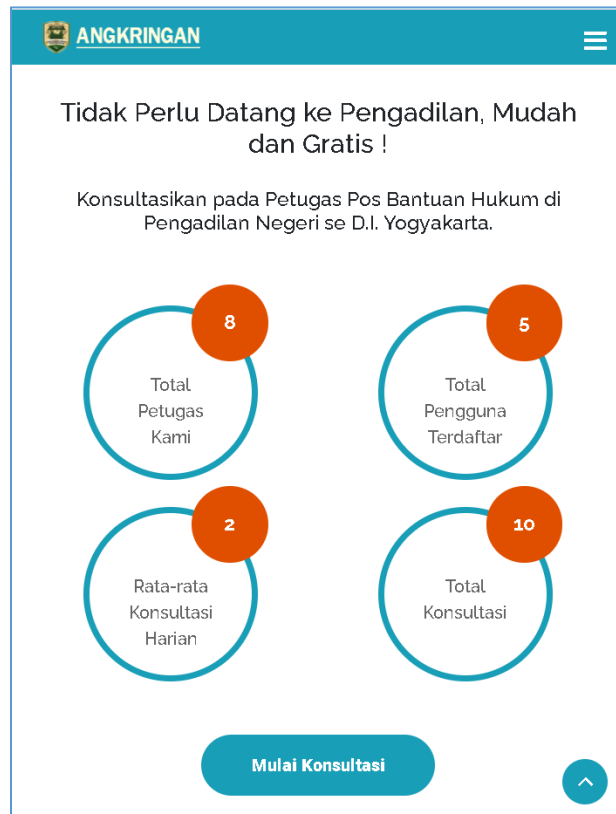 ANGKRINGAN
Tidak Perlu Datang ke Pengadilan, Mudah
dan Gratis !
Konsultasikan pada Petugas Pos Bantuan Hukum di
Pengadilan Negeri se D.I. Yogyakarta.
8
Total
Petugas
Kami
5
Total
Pengguna
Terdaftar
2
Rata-rata
Konsultasi
Harian
10
Total
Konsultasi
Mulai Konsultasi